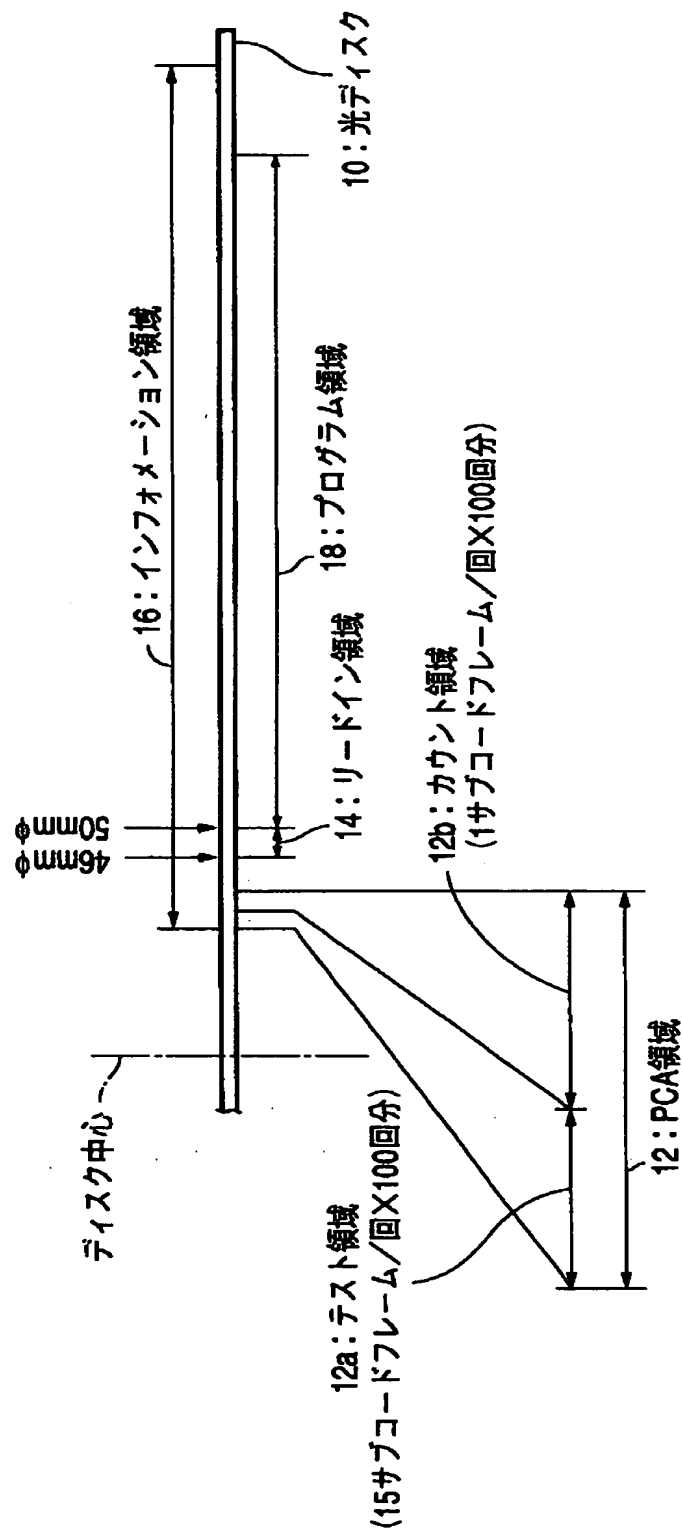 ディスク中心
46mmφ
50mmφ
16：インフォメーション領域
10：光ディスク
18：プログラム領域
14：リードイン領域
12b：カウント領域
(1サブコードフレーム／回×100回分)
12a：テスト領域
(15サブコードフレーム／回×100回分)
12：PCA領域